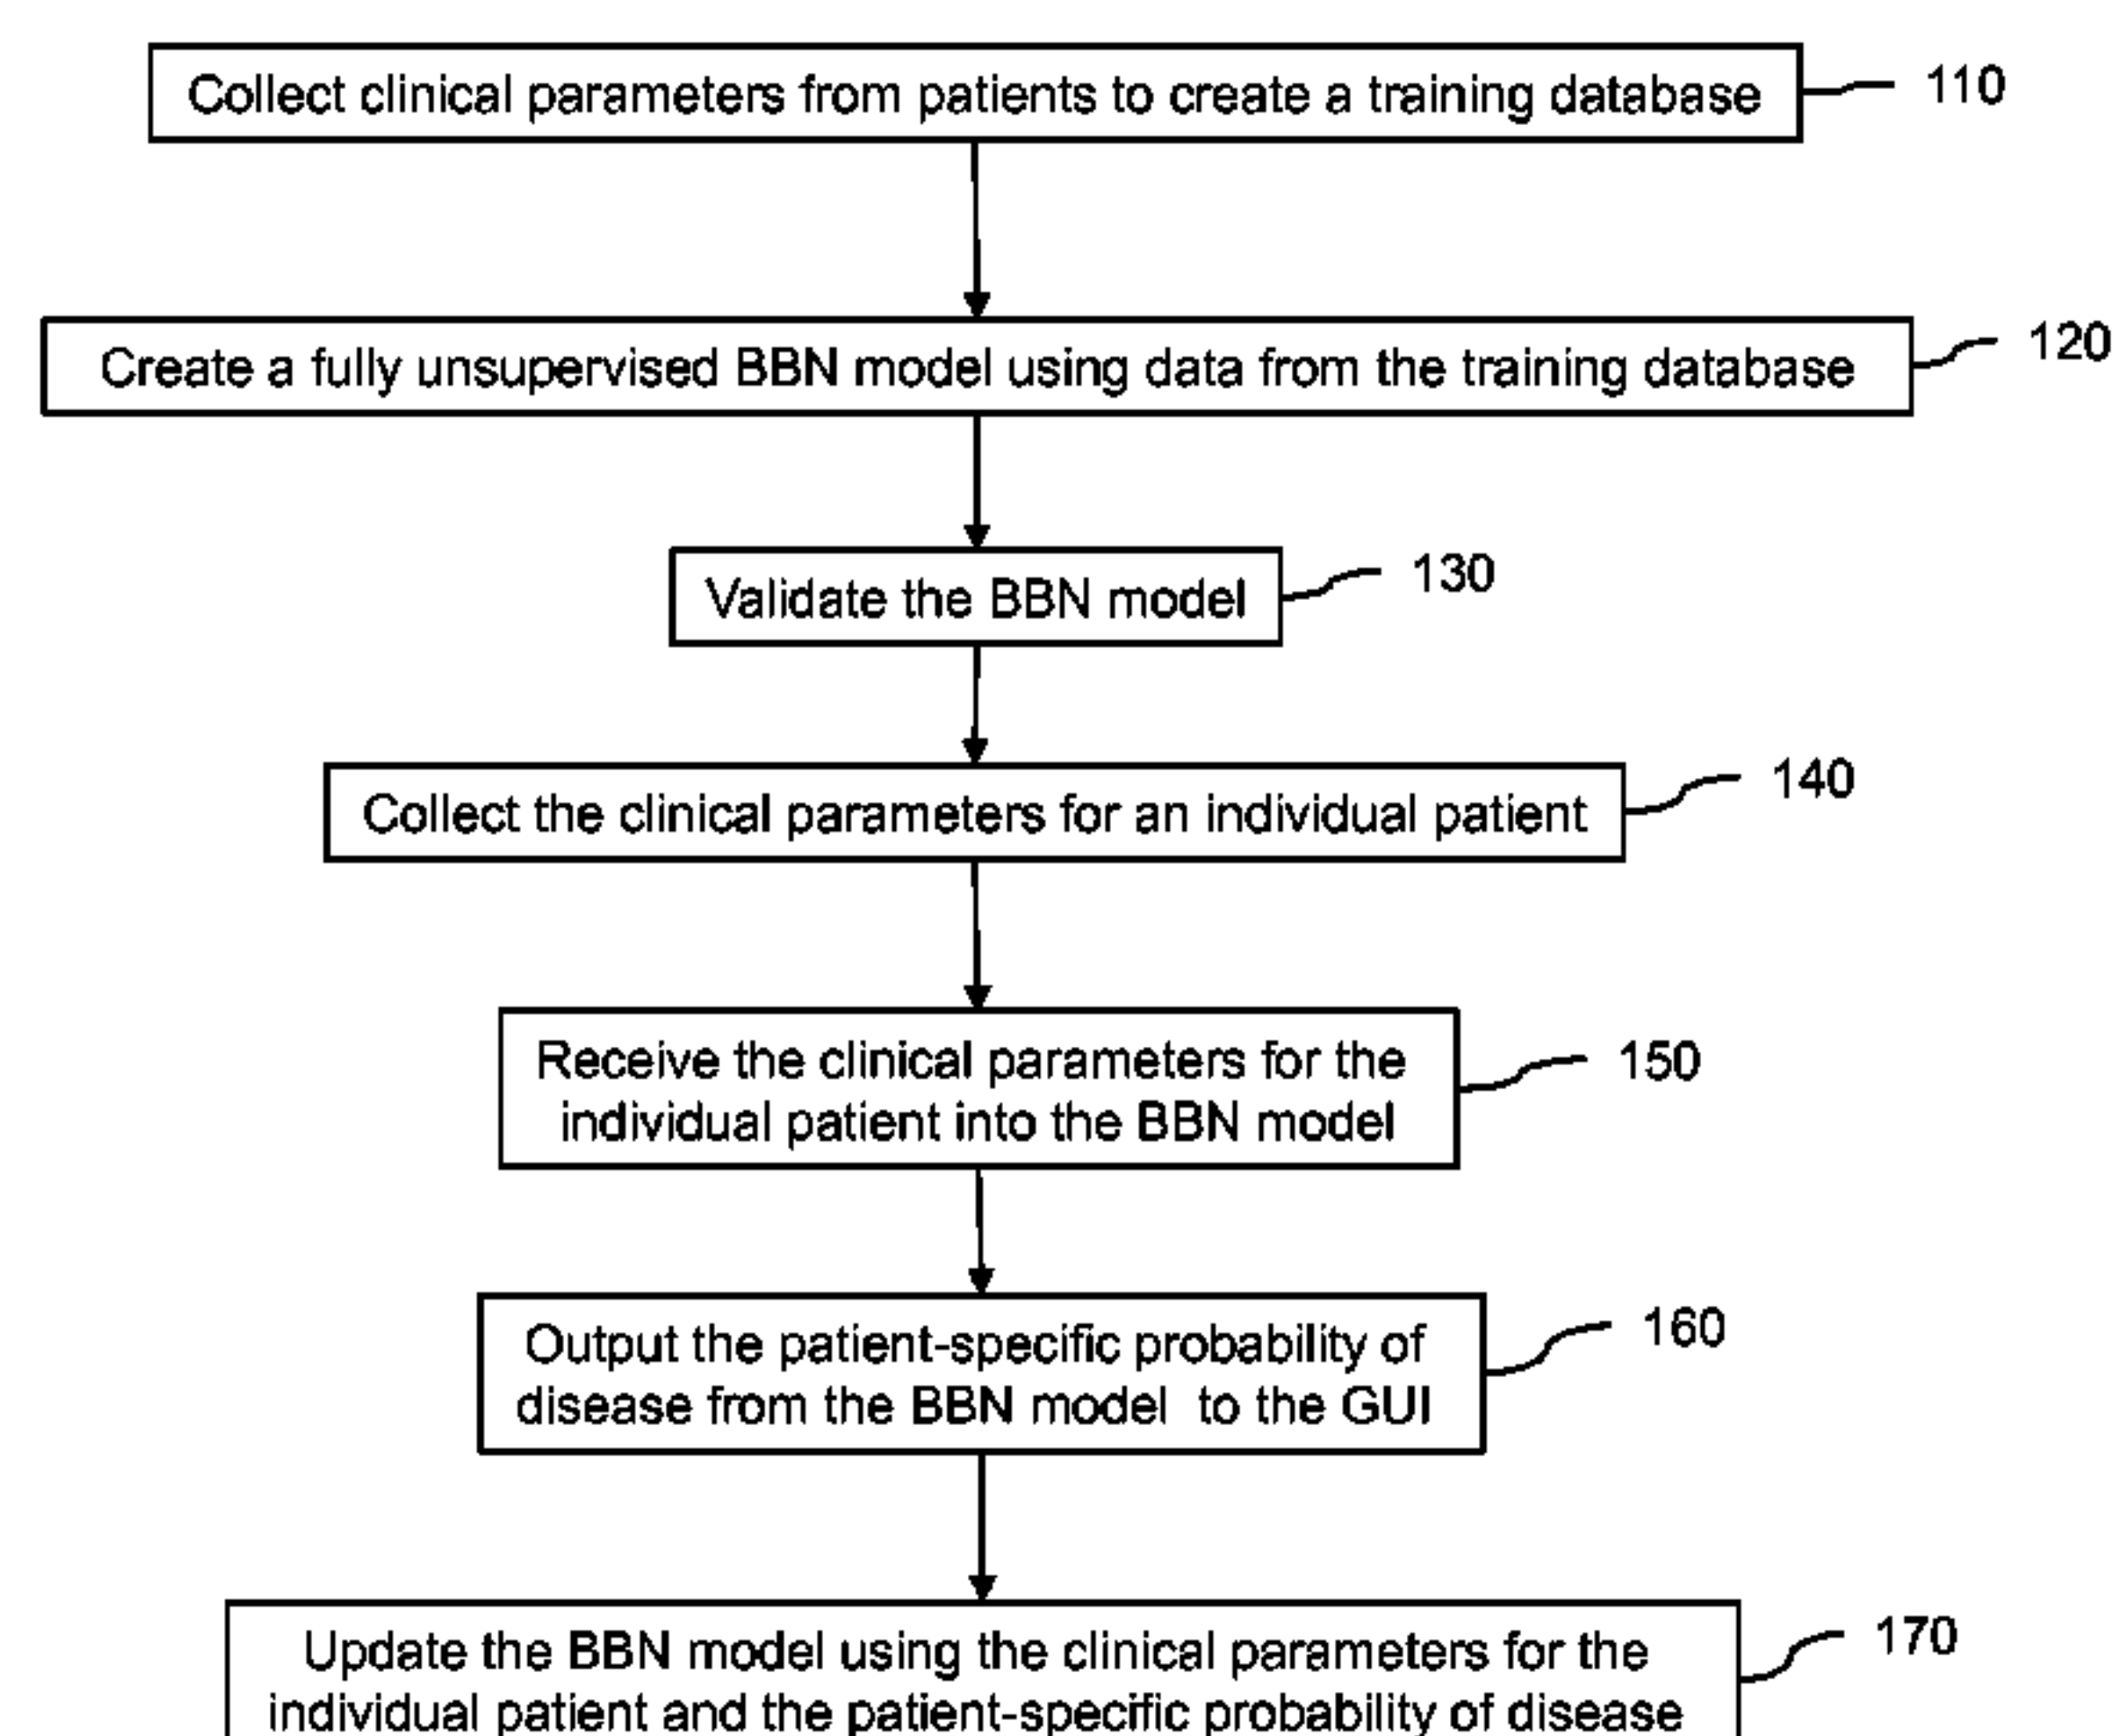 Collect clinical parameters from patients to create a training database
110
Create a fully unsupervised BBN model using data from the training database
120
Validate the BBN model
130
Collect the clinical parameters for an individual patient
140
Receive the clinical parameters for the
individual patient into the BBN model
150
Output the patient-specific probability of
disease from the BBN model to the GUI
160
Update the BBN model using the clinical parameters for the
individual patient and the patient-specific probability of disease
170